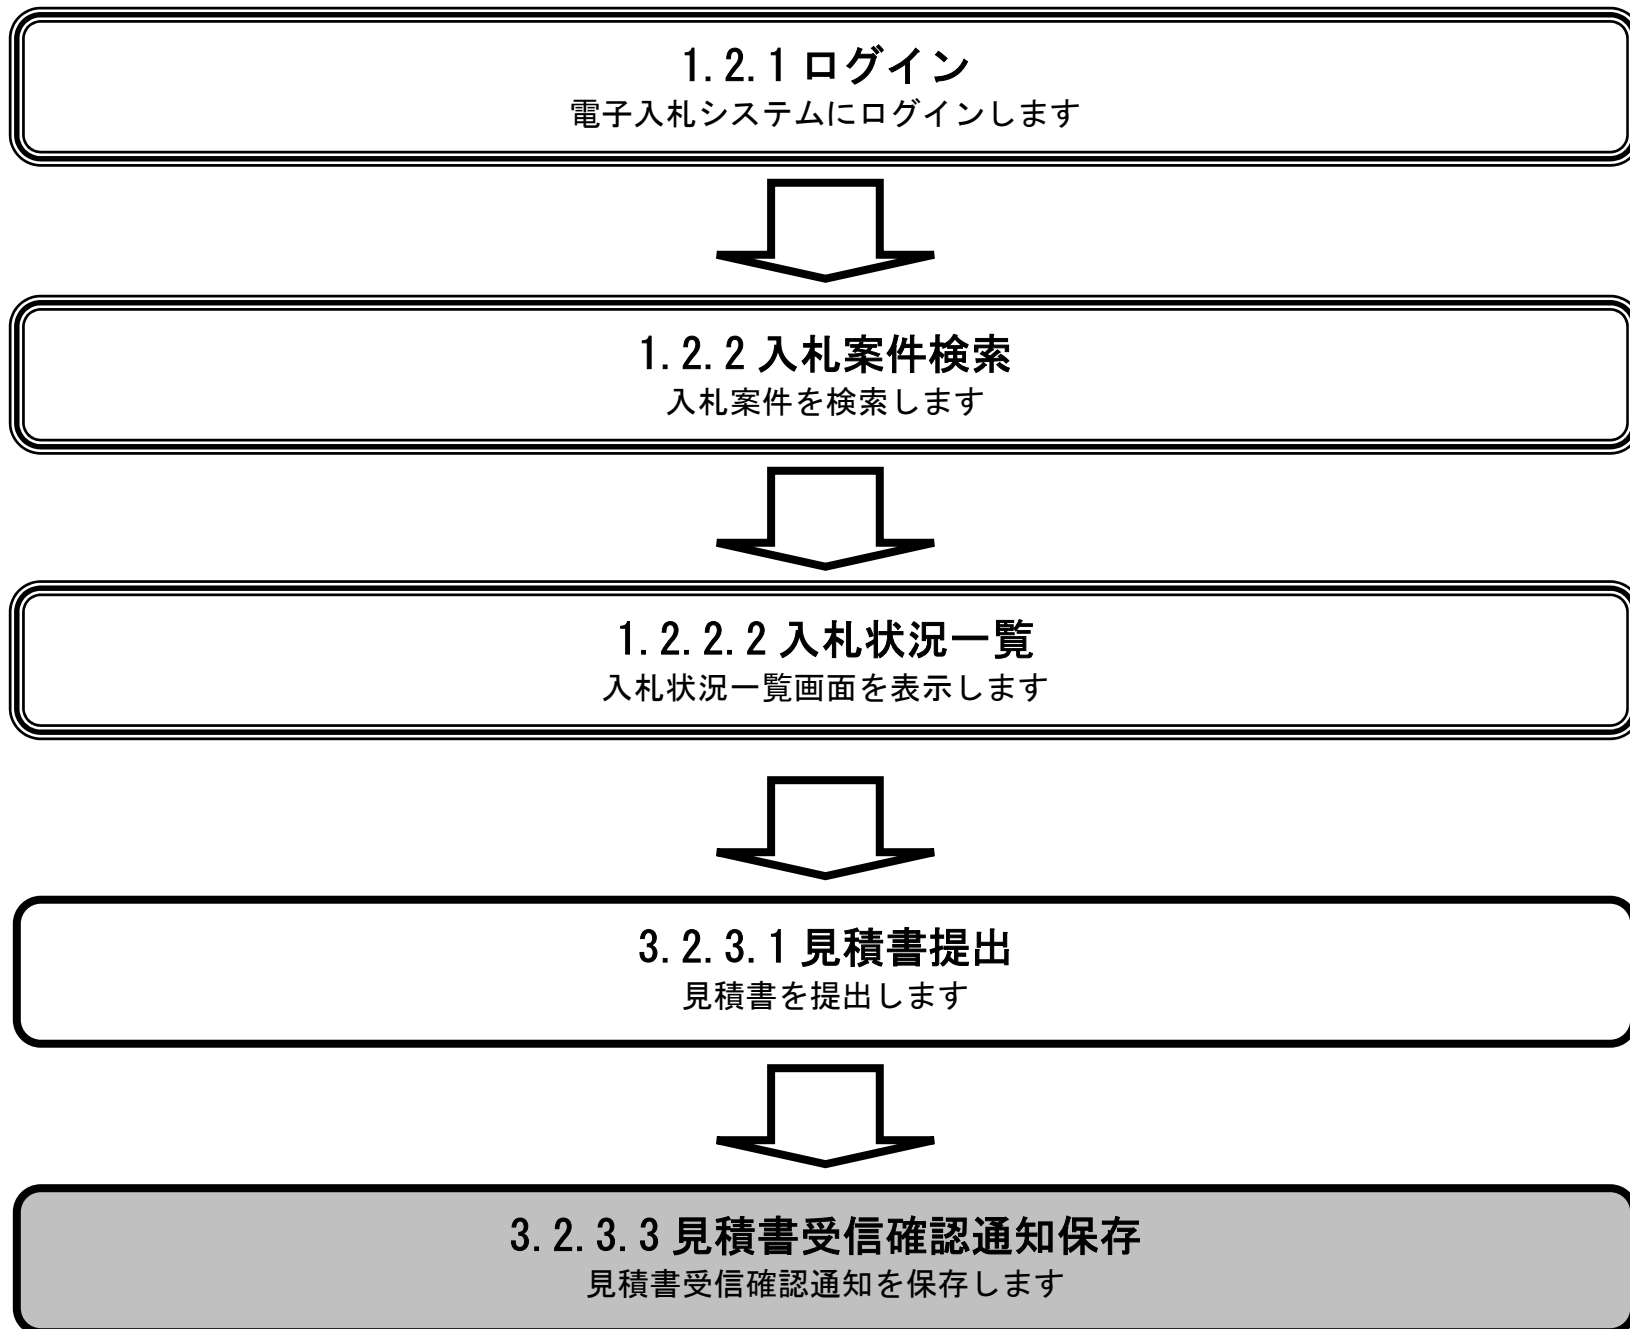 1.2.1 ログイン
電子入札システムにログインします
1.2.2 入札案件検索
入札案件を検索します
1.2.2.2 入札状況一覧
入札状況一覧画面を表示します
3.2.3.1 見積書提出
見積書を提出します
3.2.3.3 見積書受信確認通知保存
見積書受信確認通知を保存します